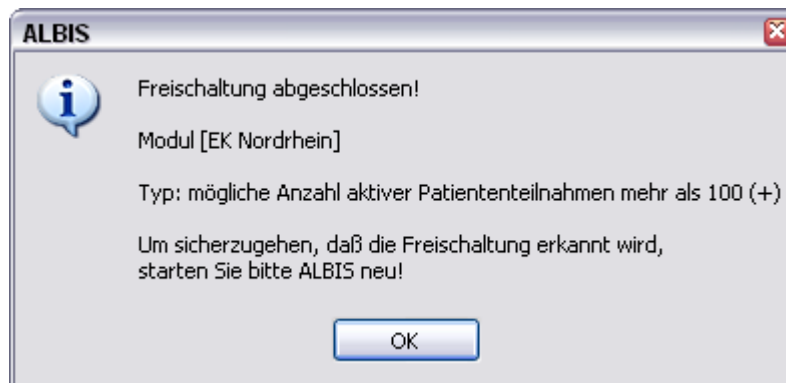 ALBIS
Freischaltung abgeschlossen!
Modul [EK Nordrhein]
Typ: mögliche Anzahl aktiver Patiententeilnahmen mehr als 100 (+)
Um sicherzugehen, daß die Freischaltung erkannt wird,
starten Sie bitte ALBIS neu!
OK